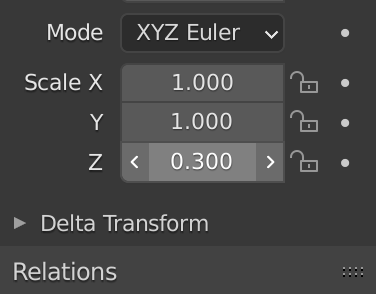 Mode XYZ Euler
Scale X 1.000
Y 1.000
Z 0.300
Delta Transform
Relations